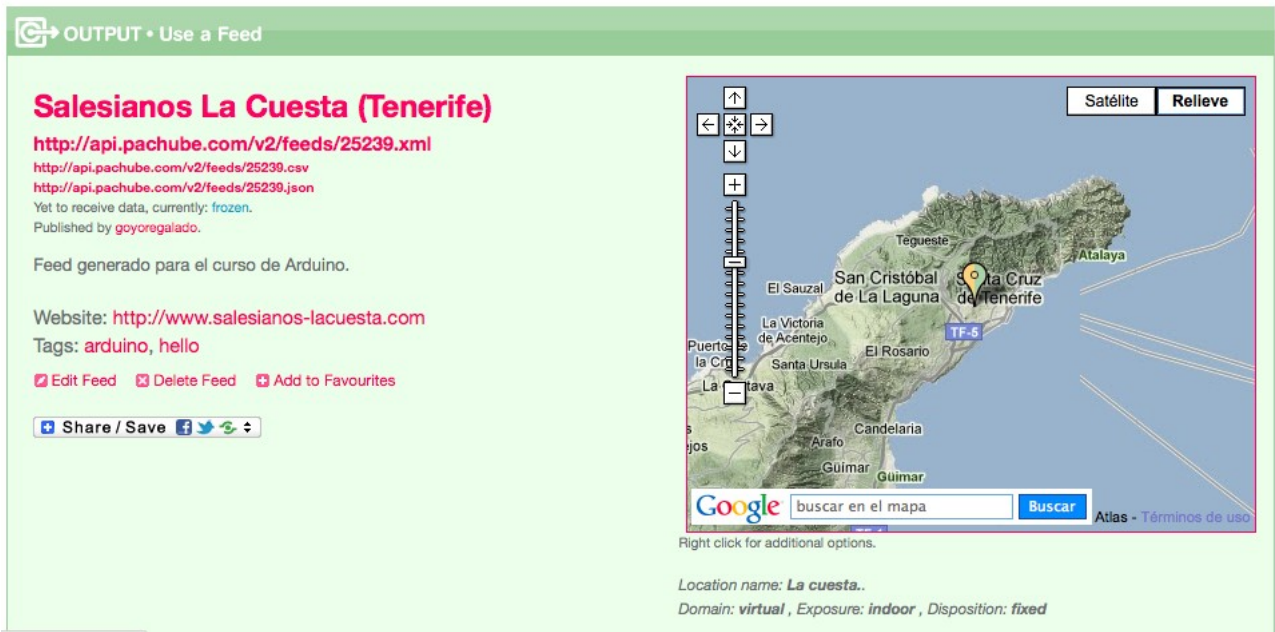 OUTPUT • Use a Feed
Salesianos La Cuesta (Tenerife)
http://api.pachube.com/v2/feeds/25239.xml
http://api.pachube.com/v2/feeds/25239.csv
http://api.pachube.com/v2/feeds/25239.json
Yet to receive data, currently: frozen.
Published by goyoregalado.
Feed generado para el curso de Arduino.
Website: http://www.salesianos-lacuesta.com
Tags: arduino, hello
Edit Feed Delete Feed Add to Favourites
Share / Save
Satélite Relieve
Tegueste
Atalaya
San Cristóbal
de La Laguna
Cruz
de Tenerife
El Sauzal
TF-5
La Victoria
de Acentejo
El Rosario
Santa Ursula
Candelaria
Arafo
Güímar
Güimar
Google buscar en el mapa Buscar
Atlas - Términos de uso
Right click for additional options.
Location name: La cuesta..
Domain: virtual , Exposure: indoor , Disposition: fixed